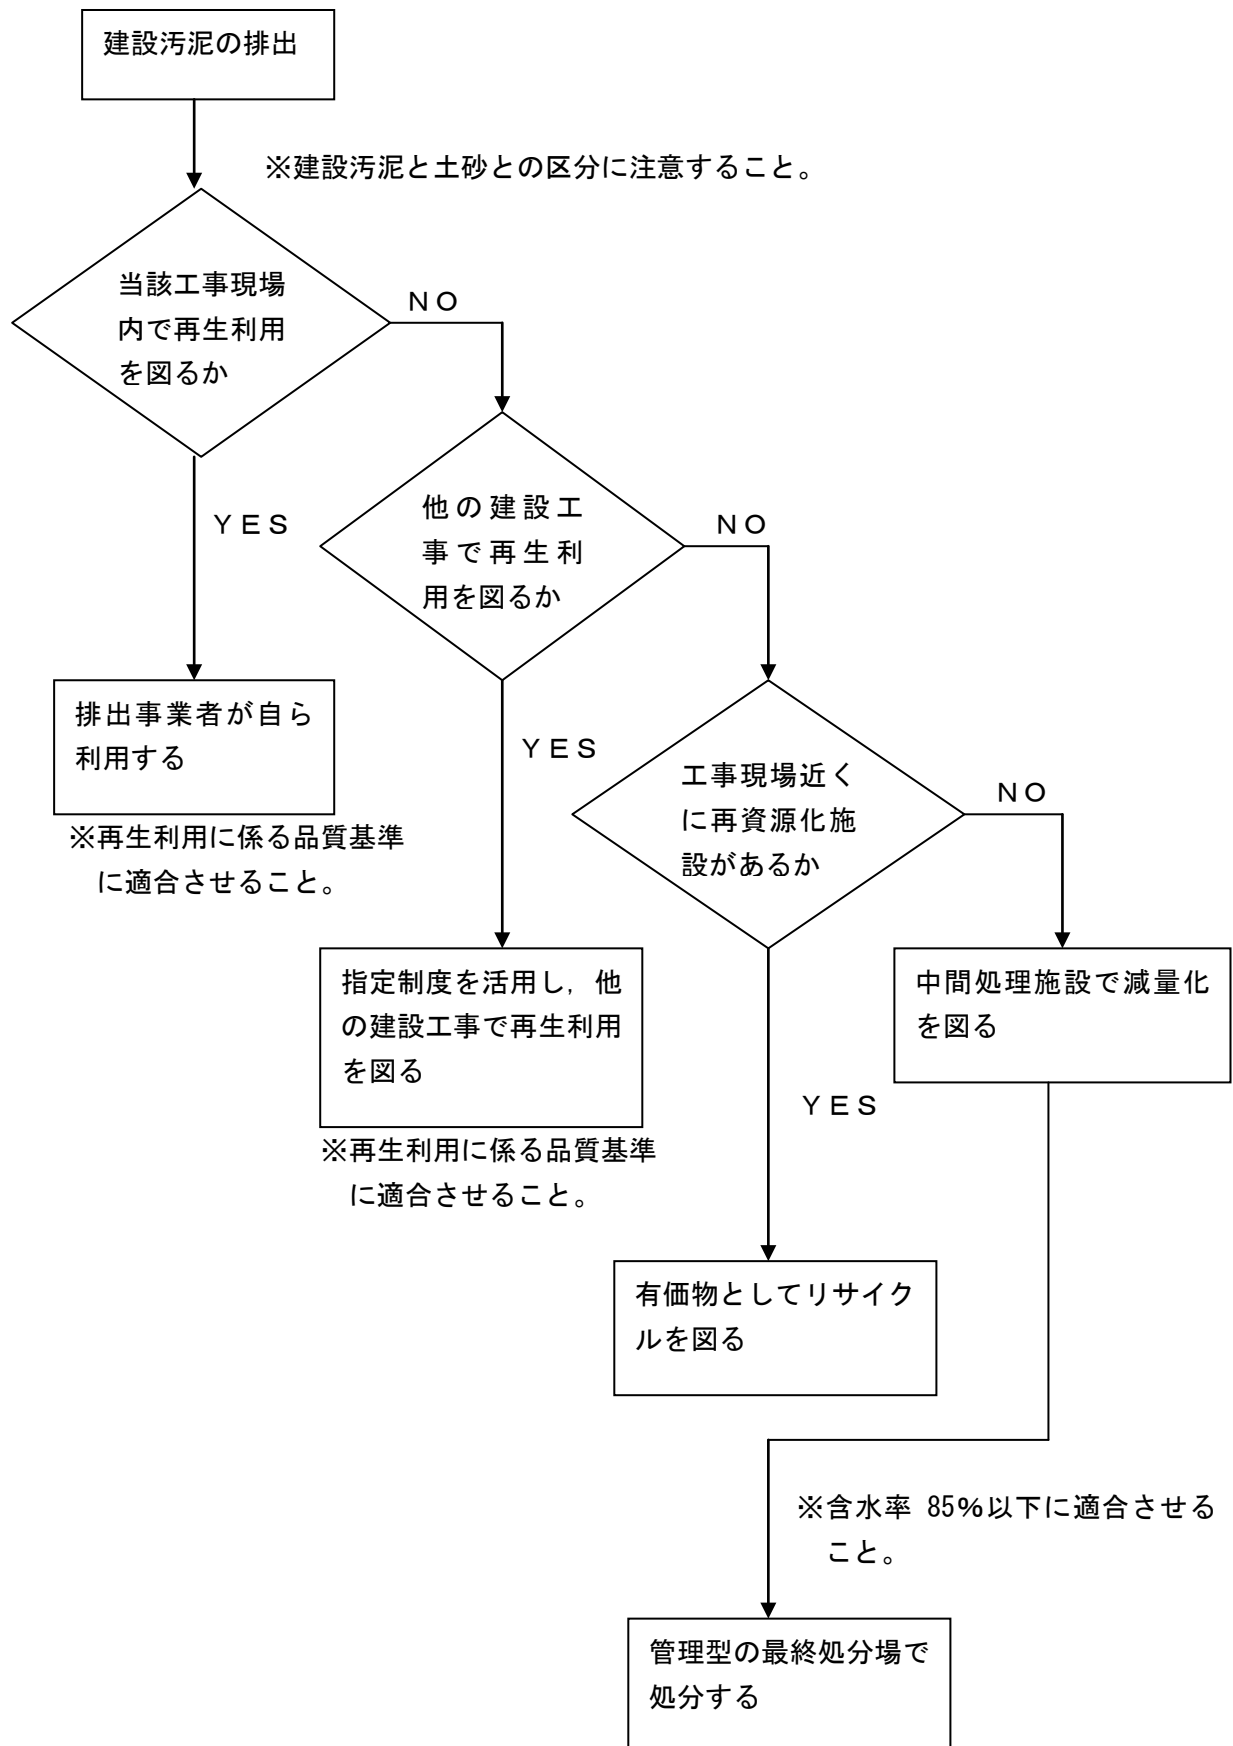 建設汚泥の排出
※建設汚泥と土砂との区分に注意すること。
当該工事現場
内で再生利用
を図るか
ＮＯ
ＹＥＳ
他の建設工
事で再生利
用を図るか
ＮＯ
排出事業者が自ら
利用する
※再生利用に係る品質基準
に適合させること。
ＹＥＳ
工事現場近く
に再資源化施
設があるか
ＮＯ
指定制度を活用し，他
の建設工事で再生利用
を図る
※再生利用に係る品質基準
に適合させること。
中間処理施設で減量化
を図る
ＹＥＳ
有価物としてリサイク
ルを図る
※含水率 85%以下に適合させる
こと。
管理型の最終処分場で
処分する